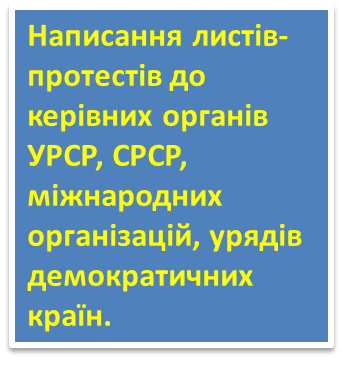 Написання листів-
протестів до
керівних органів
УРСР, СРСР,
міжнародних
організацій, урядів
демократичних
країн.